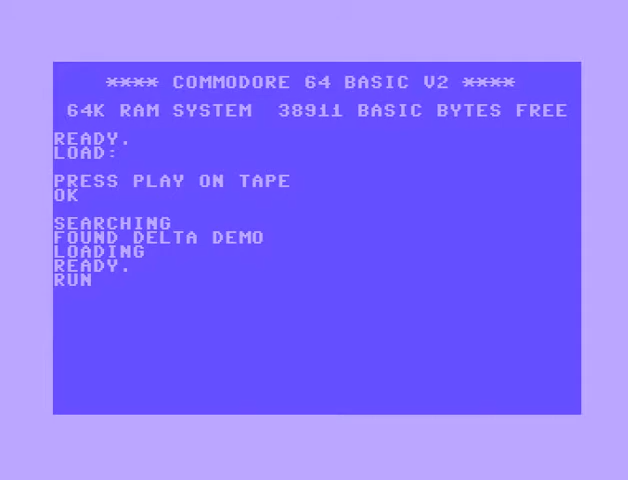 **** COMMODORE 64 BASIC V2 ****
64K RAM SYSTEM  38911 BASIC BYTES FREE
READY.
LOAD:
PRESS PLAY ON TAPE
OK
SEARCHING
FOUND DELTA DEMO
LOADING
READY.
RUN